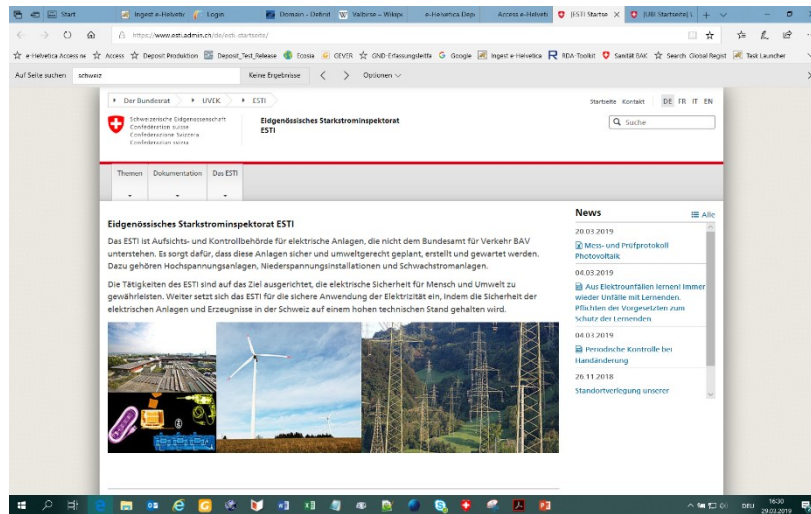 Start
Ingest e-Helvetic
Login
Domain – Definit
Valbirse – Wikipe
e-Helvetica Depi
Access e-Helveti
(ESTI Startse
(UBI Startseite) L
https://www.esti.admin.ch/de/esti-startseite/
e-Helvetica Access ne
Access
Deposit Produktion
Deposit_Test_Release
Ecosia
GEVER
GND-Erfassungsleitfa
Google
Ingest e-Helvetica
RDA-Toolkit
Sanität BAK
Search Global Regist
Task Launcher
Auf Seite suchen
schweiz
Keine Ergebnisse
Optionen
Der Bundesrat
UVEK
ESTI
Startseite Kontakt
DE FR IT EN
Schweizerische Eidgenossenschaft
Confédération suisse
Confederazione Svizzera
Confederaziun svizra
Eidgenössisches Starkstrominspektorat
ESTI
Suche
Themen
Dokumentation
Das ESTI
Eidgenössisches Starkstrominspektorat ESTI
Das ESTI ist Aufsichts- und Kontrollbehörde für elektrische Anlagen, die nicht dem Bundesamt für Verkehr BAV
unterstehen. Es sorgt dafür, dass diese Anlagen sicher und umweltgerecht geplant, erstellt und gewartet werden.
Dazu gehören Hochspannungsanlagen, Niederspannungsinstallationen und Schwachstromanlagen.
Die Tätigkeiten des ESTI sind auf das Ziel ausgerichtet, die elektrische Sicherheit für Mensch und Umwelt zu
gewährleisten. Weiter setzt sich das ESTI für die sichere Anwendung der Elektrizität ein, indem die Sicherheit der
elektrischen Anlagen und Erzeugnisse in der Schweiz auf einem hohen technischen Stand gehalten wird.
News
Alle
20.03.2019
Mess- und Prüfprotokoll
Photovoltaik
04.03.2019
Aus Elektrounfällen lernen! Immer
wieder Unfälle mit Lernenden.
Pflichten der Vorgesetzten zum
Schutz der Lernenden
04.03.2019
Periodische Kontrolle bei
Handänderung
26.11.2018
Standortverlegung unserer
DEU
16:30
29.03.2019